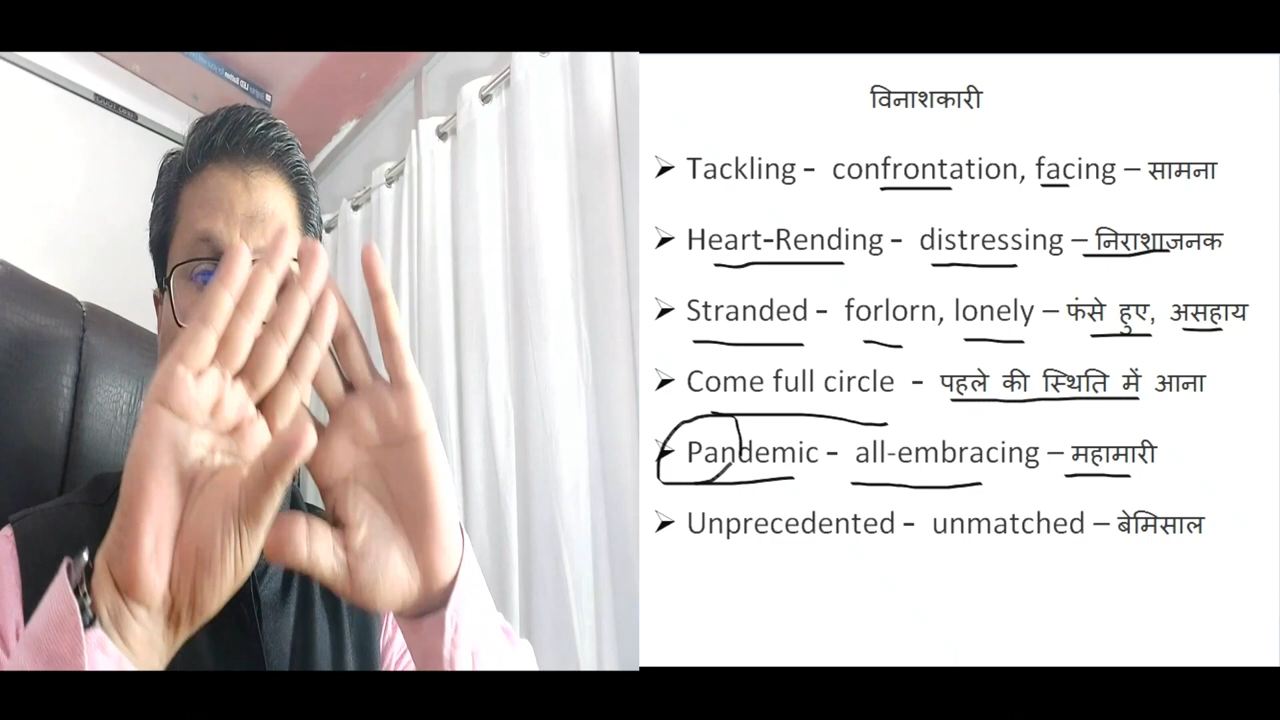 विनाशकारी
➢ Tackling - confrontation, facing – सामना
➢ Heart-Rending - distressing – निराशाजनक
➢ Stranded - forlorn, lonely – फंसे हुए, असहाय
➢ Come full circle - पहले की स्थिति में आना
➢ Pandemic - all-embracing – महामारी
➢ Unprecedented - unmatched – बेमिसाल